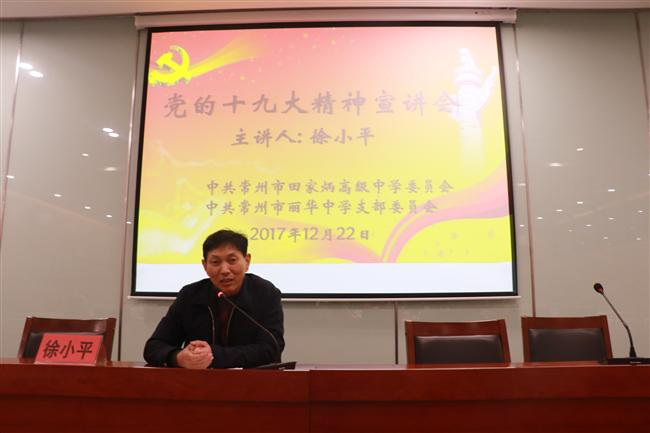 党的十九大精神宣讲会
主讲人：徐小平
中共常州市田家炳高级中学委员会
中共常州市丽华中学支部委员会
2017年12月22日
徐小平